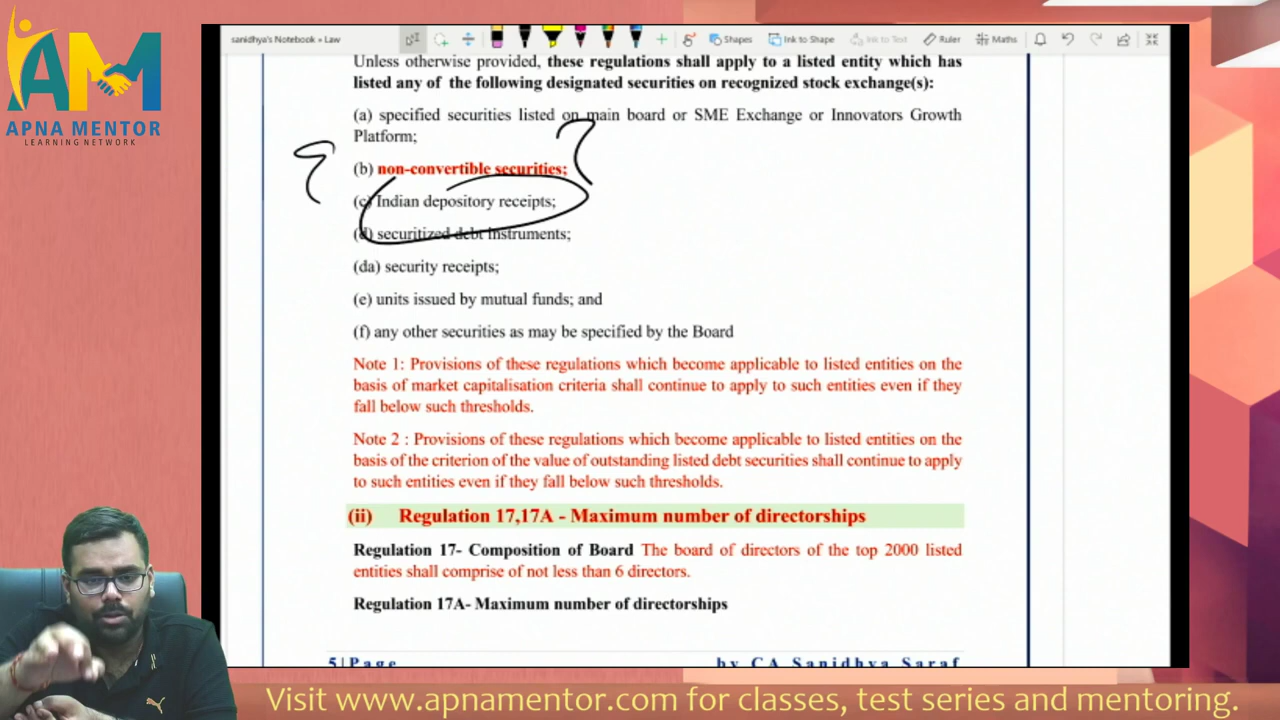 AM
APNA MENTOR
LEARNING NETWORK
sanidhya's Notebook » Law
Shapes
Ink to Shape
Ink to Text
Ruler
Maths
Unless otherwise provided, these regulations shall apply to a listed entity which has
listed any of the following designated securities on recognized stock exchange(s):
(a) specified securities listed on main board or SME Exchange or Innovators Growth
Platform;
(b) non-convertible securities;
(c) Indian depository receipts;
(d) securitized debt instruments;
(da) security receipts;
(e) units issued by mutual funds; and
(f) any other securities as may be specified by the Board
Note 1: Provisions of these regulations which become applicable to listed entities on the
basis of market capitalisation criteria shall continue to apply to such entities even if they
fall below such thresholds.
Note 2 : Provisions of these regulations which become applicable to listed entities on the
basis of the criterion of the value of outstanding listed debt securities shall continue to apply
to such entities even if they fall below such thresholds.
(ii) Regulation 17,17A - Maximum number of directorships
Regulation 17- Composition of Board The board of directors of the top 2000 listed
entities shall comprise of not less than 6 directors.
Regulation 17A- Maximum number of directorships
5|Page by CA Sanidhya Saraf
Visit www.apnamentor.com for classes, test series and mentoring.